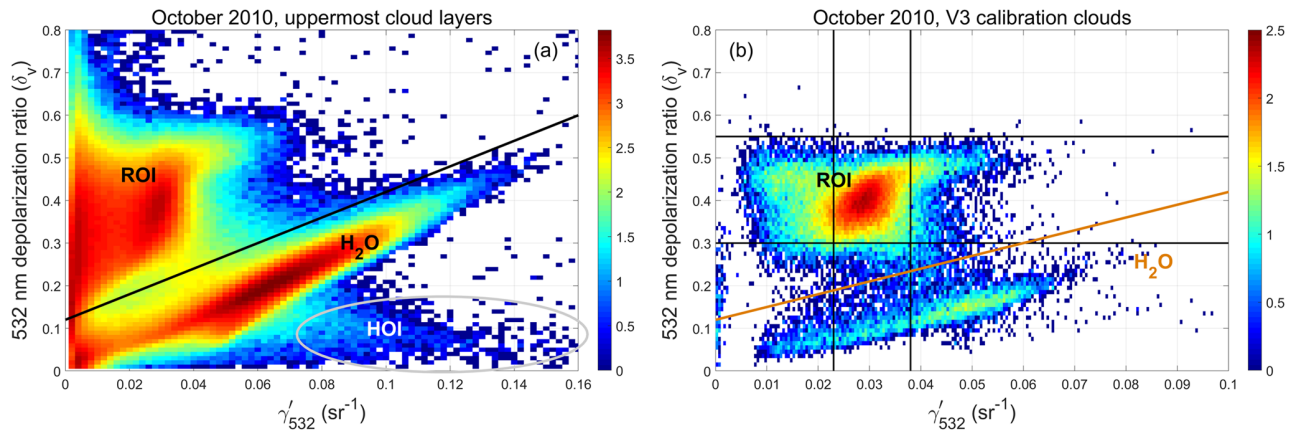 October 2010, uppermost cloud layers
(a)
532 nm depolarization ratio (δv)
0.8
0.7
0.6
0.5
0.4
0.3
0.2
0.1
0
ROI
H2O
HOI
0 0.02 0.04 0.06 0.08 0.1 0.12 0.14 0.16
γ′532 (sr-1)
3.5
3
2.5
2
1.5
1
0.5
0
October 2010, V3 calibration clouds
(b)
532 nm depolarization ratio (δv)
0.8
0.7
0.6
0.5
0.4
0.3
0.2
0.1
0
ROI
H2O
0 0.01 0.02 0.03 0.04 0.05 0.06 0.07 0.08 0.09 0.1
γ′532 (sr-1)
2.5
2
1.5
1
0.5
0